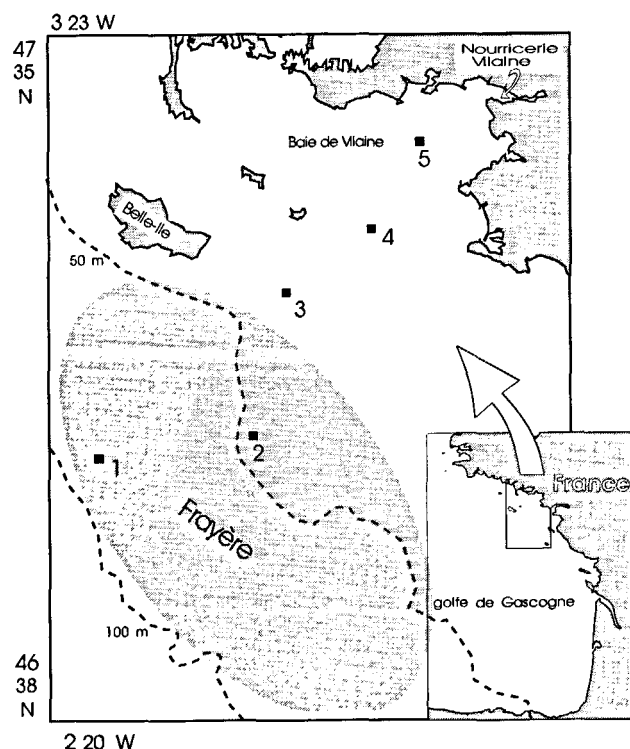 3 23 W
47
35
N
Nourricerie
Vilaine
Baie de Vilaine
5
Belle-Ile
4
50 m
3
1
2
Frayère
France
golfe de Gascogne
100 m
46
38
N
2 20 W